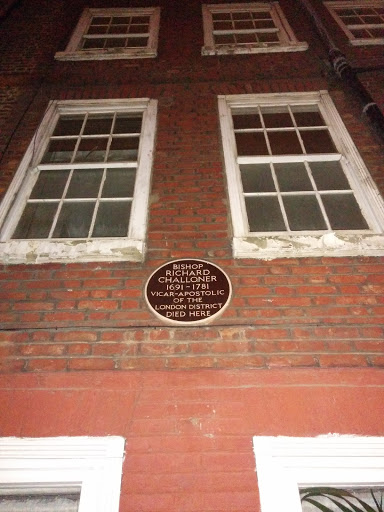 BISHOP
RICHARD
CHALLONER
1691-1781
VICAR-APOSTOLIC
OF THE
LONDON DISTRICT
DIED HERE